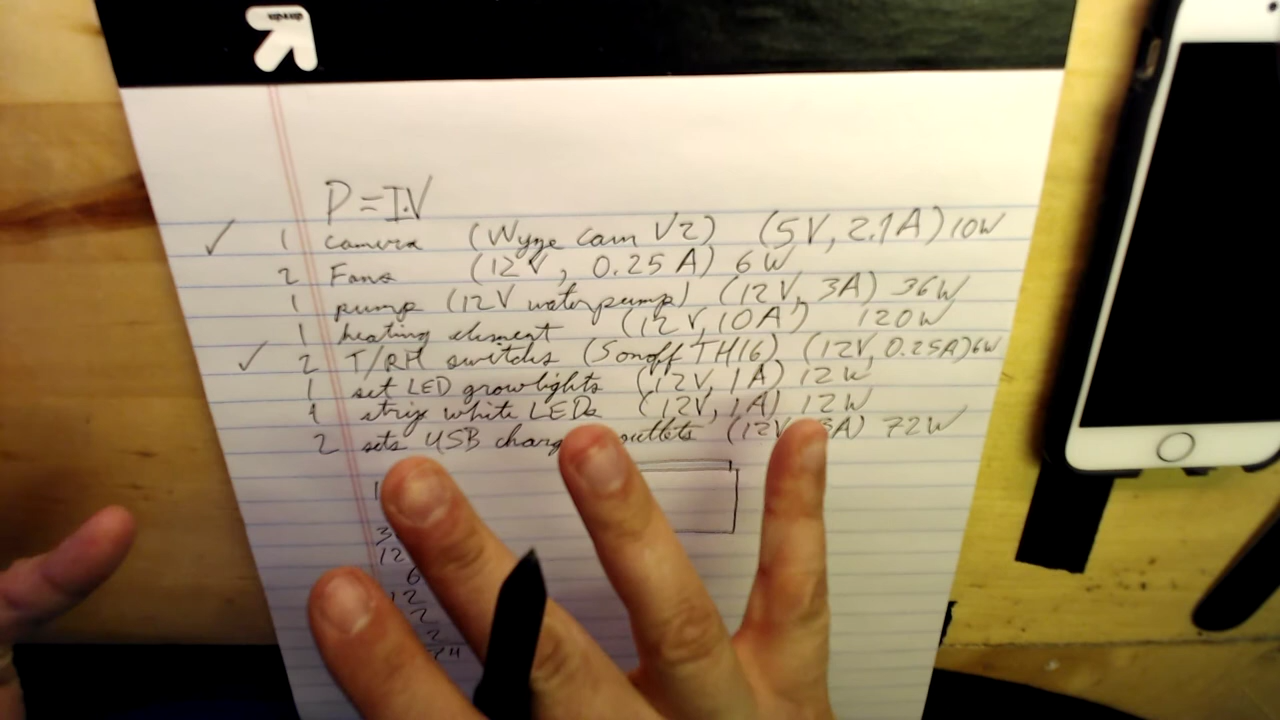 P = I·V
✓ 1 camera (Wyze cam V2) (5V, 2.1A) 10W
2 Fans (12V, 0.25A) 6W
1 pump (12V waterpump) (12V, 3A) 36W
1 heating element (12V, 10A) 120W
✓ 2 T/RH switches (Sonoff TH16) (12V, 0.25A) 6W
1 set LED growlights (12V, 1A) 12W
1 strip white LEDs (12V, 1A) 12W
2 sets USB outlets (12V 3A) 72W
12
6
12